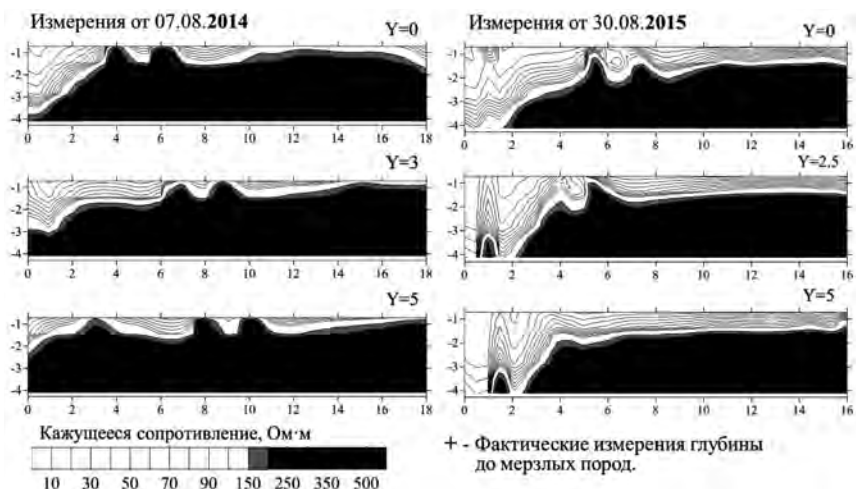 Измерения от 07.08.2014
Y=0
-1
-2
-3
-4
0 2 4 6 8 10 12 14 16 18
Y=3
-1
-2
-3
-4
0 2 4 6 8 10 12 14 16 18
Y=5
-1
-2
-3
-4
0 2 4 6 8 10 12 14 16 18
Измерения от 30.08.2015
Y=0
-1
-2
-3
-4
0 2 4 6 8 10 12 14 16
Y=2.5
-1
-2
-3
-4
0 2 4 6 8 10 12 14 16
Y=5
-1
-2
-3
-4
0 2 4 6 8 10 12 14 16
Кажущееся сопротивление, Ом·м
10 30 50 70 90 150 250 350 500
+ - Фактические измерения глубины
до мерзлых пород.